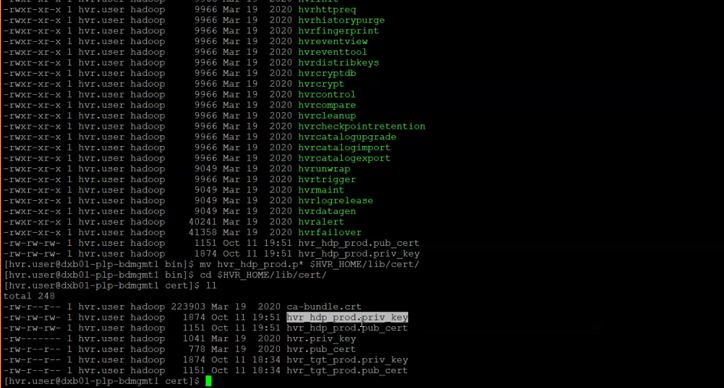 -rwxr-xr-x 1 hvr.user hadoop 9966 Mar 19 2020 hvrhttpreq
-rwxr-xr-x 1 hvr.user hadoop 9966 Mar 19 2020 hvrhistorypurge
-rwxr-xr-x 1 hvr.user hadoop 9966 Mar 19 2020 hvrfingerprint
-rwxr-xr-x 1 hvr.user hadoop 9966 Mar 19 2020 hvreventview
-rwxr-xr-x 1 hvr.user hadoop 9966 Mar 19 2020 hvreventtool
-rwxr-xr-x 1 hvr.user hadoop 9966 Mar 19 2020 hvrdistribkeys
-rwxr-xr-x 1 hvr.user hadoop 9966 Mar 19 2020 hvrcryptdb
-rwxr-xr-x 1 hvr.user hadoop 9966 Mar 19 2020 hvrcrypt
-rwxr-xr-x 1 hvr.user hadoop 9966 Mar 19 2020 hvrcontrol
-rwxr-xr-x 1 hvr.user hadoop 9966 Mar 19 2020 hvrcompare
-rwxr-xr-x 1 hvr.user hadoop 9966 Mar 19 2020 hvrcleanup
-rwxr-xr-x 1 hvr.user hadoop 9966 Mar 19 2020 hvrcheckpointretention
-rwxr-xr-x 1 hvr.user hadoop 9966 Mar 19 2020 hvrcatalogupgrade
-rwxr-xr-x 1 hvr.user hadoop 9966 Mar 19 2020 hvrcatalogimport
-rwxr-xr-x 1 hvr.user hadoop 9966 Mar 19 2020 hvrcatalogexport
-rwxr-xr-x 1 hvr.user hadoop 9049 Mar 19 2020 hvrunwrap
-rwxr-xr-x 1 hvr.user hadoop 9966 Mar 19 2020 hvrtrigger
-rwxr-xr-x 1 hvr.user hadoop 9049 Mar 19 2020 hvrmaint
-rwxr-xr-x 1 hvr.user hadoop 9049 Mar 19 2020 hvrlogrelease
-rwxr-xr-x 1 hvr.user hadoop 9049 Mar 19 2020 hvrdatagen
-rwxr-xr-x 1 hvr.user hadoop 40241 Mar 19 2020 hvralert
-rwxr-xr-x 1 hvr.user hadoop 41358 Mar 19 2020 hvrfailover
-rw-rw-rw- 1 hvr.user hadoop 1151 Oct 11 19:51 hvr_hdp_prod.pub_cert
-rw-rw-rw- 1 hvr.user hadoop 1874 Oct 11 19:51 hvr_hdp_prod.priv_key
[hvr.user@dxb01-plp-bdmgmt1 bin]$ mv hvr_hdp_prod.p* $HVR_HOME/lib/cert/
[hvr.user@dxb01-plp-bdmgmt1 bin]$ cd $HVR_HOME/lib/cert/
[hvr.user@dxb01-plp-bdmgmt1 cert]$ ll
total 248
-rw-r--r-- 1 hvr.user hadoop 223903 Mar 19 2020 ca-bundle.crt
-rw-rw-rw- 1 hvr.user hadoop 1874 Oct 11 19:51 hvr_hdp_prod.priv_key
-rw-rw-rw- 1 hvr.user hadoop 1151 Oct 11 19:51 hvr_hdp_prod.pub_cert
-rw------- 1 hvr.user hadoop 1041 Mar 19 2020 hvr.priv_key
-rw-r--r-- 1 hvr.user hadoop 778 Mar 19 2020 hvr.pub_cert
-rw-rw-rw- 1 hvr.user hadoop 1874 Oct 11 18:34 hvr_tgt_prod.priv_key
-rw-rw-rw- 1 hvr.user hadoop 1151 Oct 11 18:34 hvr_tgt_prod.pub_cert
[hvr.user@dxb01-plp-bdmgmt1 cert]$